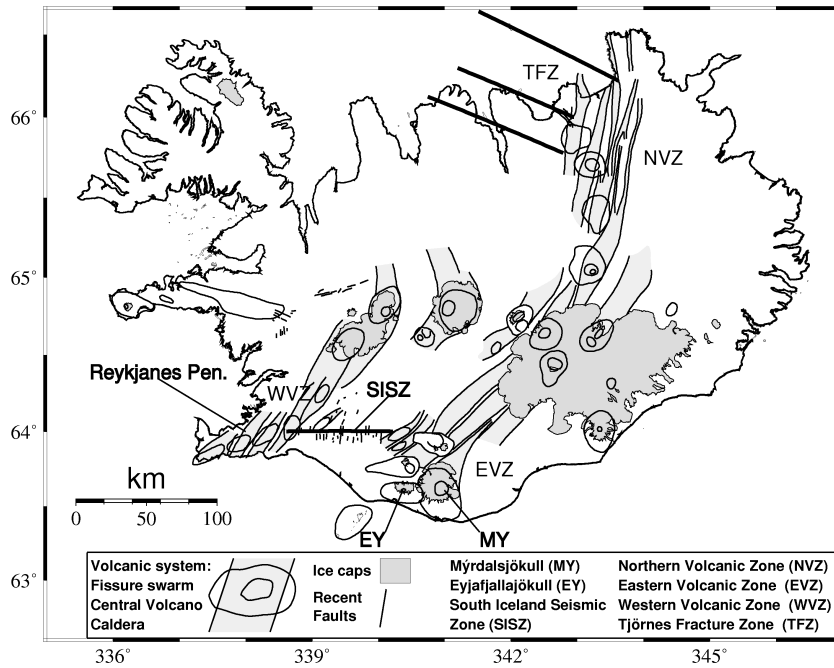 TFZ
66°
NVZ
65°
Reykjanes Pen.
WVZ
SISZ
64°
km
EVZ
0 50 100
EY
MY
63°
Volcanic system:
Fissure swarm
Central Volcano
Caldera
Ice caps
Recent
Faults
Mýrdalsjökull (MY)
Eyjafjallajökull (EY)
South Iceland Seismic
Zone (SISZ)
Northern Volcanic Zone (NVZ)
Eastern Volcanic Zone (EVZ)
Western Volcanic Zone (WVZ)
Tjörnes Fracture Zone (TFZ)
336° 339° 342° 345°